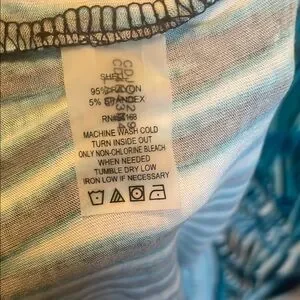 SHELL
95% RAYON
5% SPANDEX
MACHINE WASH COLD
TURN INSIDE OUT
ONLY NON-CHLORINE BLEACH
WHEN NEEDED
TUMBLE DRY LOW
IRON LOW IF NECESSARY